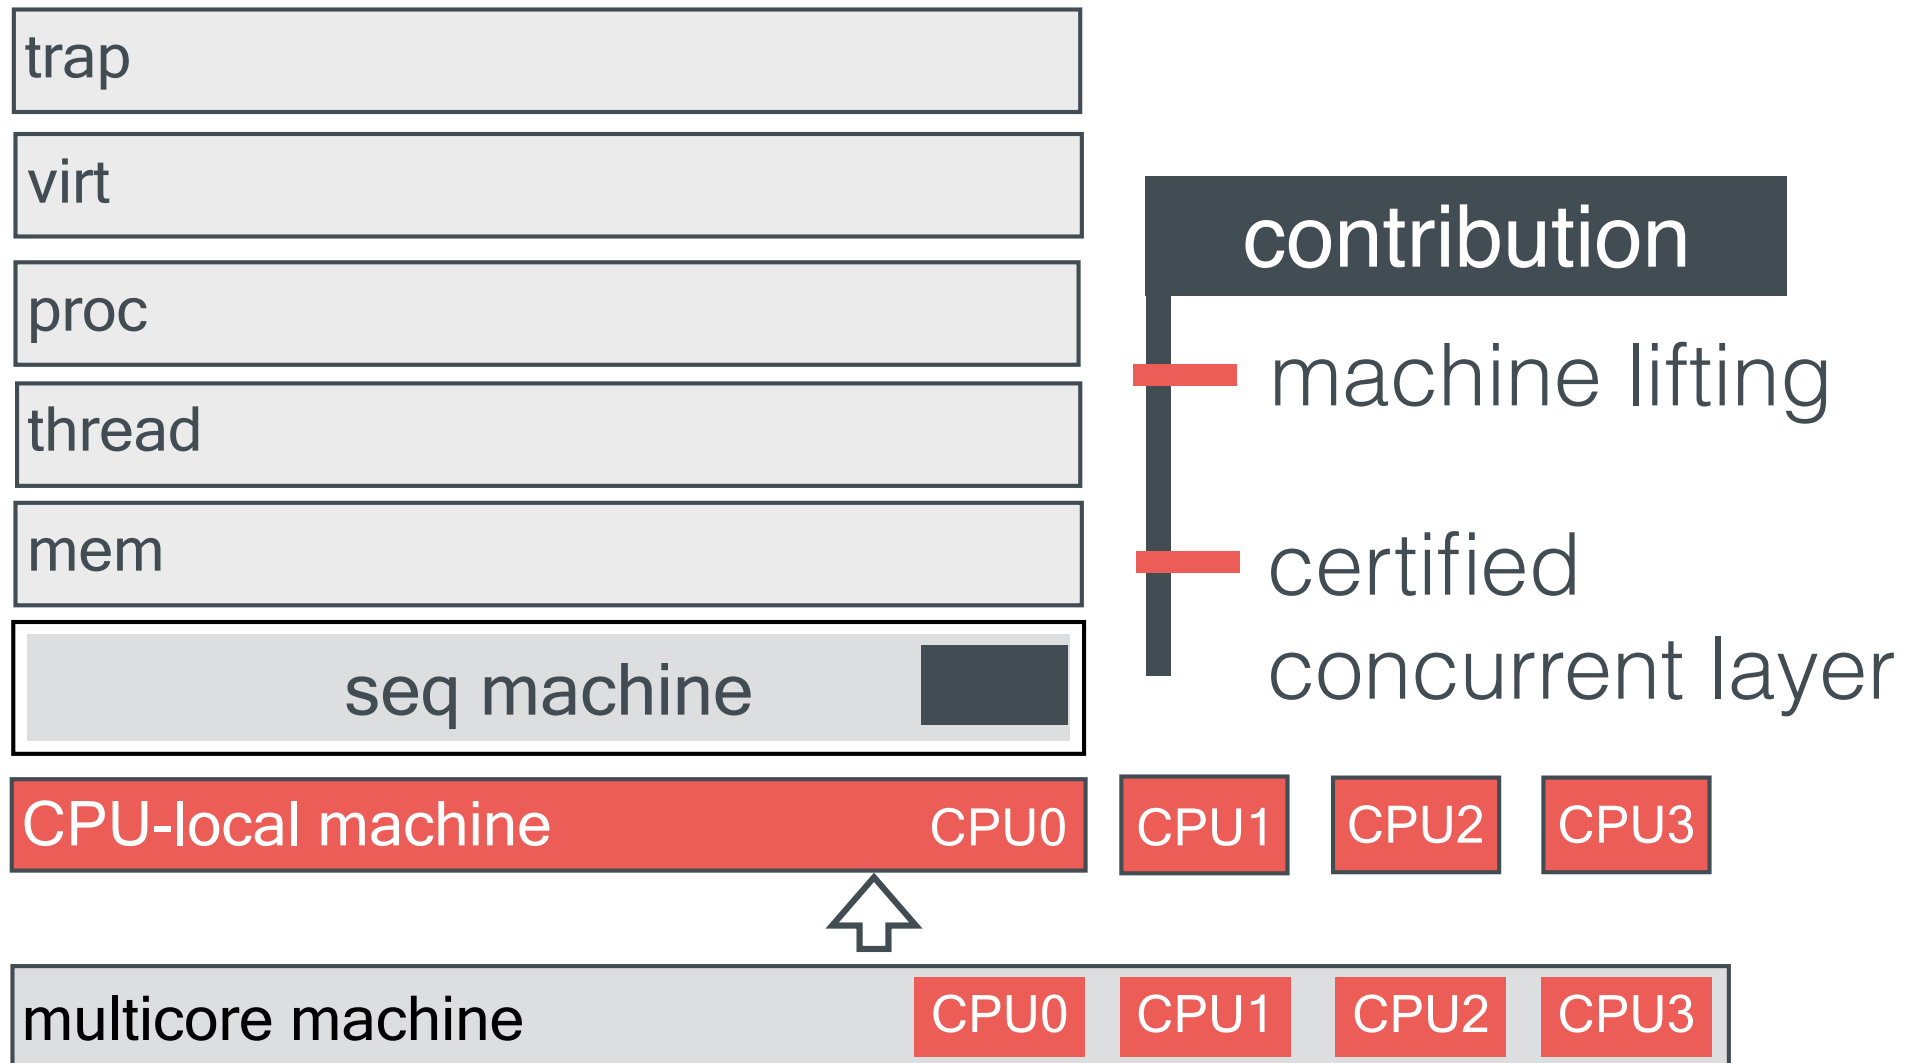 trap
virt
proc
thread
mem
seq machine
contribution
machine lifting
certified
concurrent layer
CPU-local machine CPU0 CPU1 CPU2 CPU3
multicore machine CPU0 CPU1 CPU2 CPU3